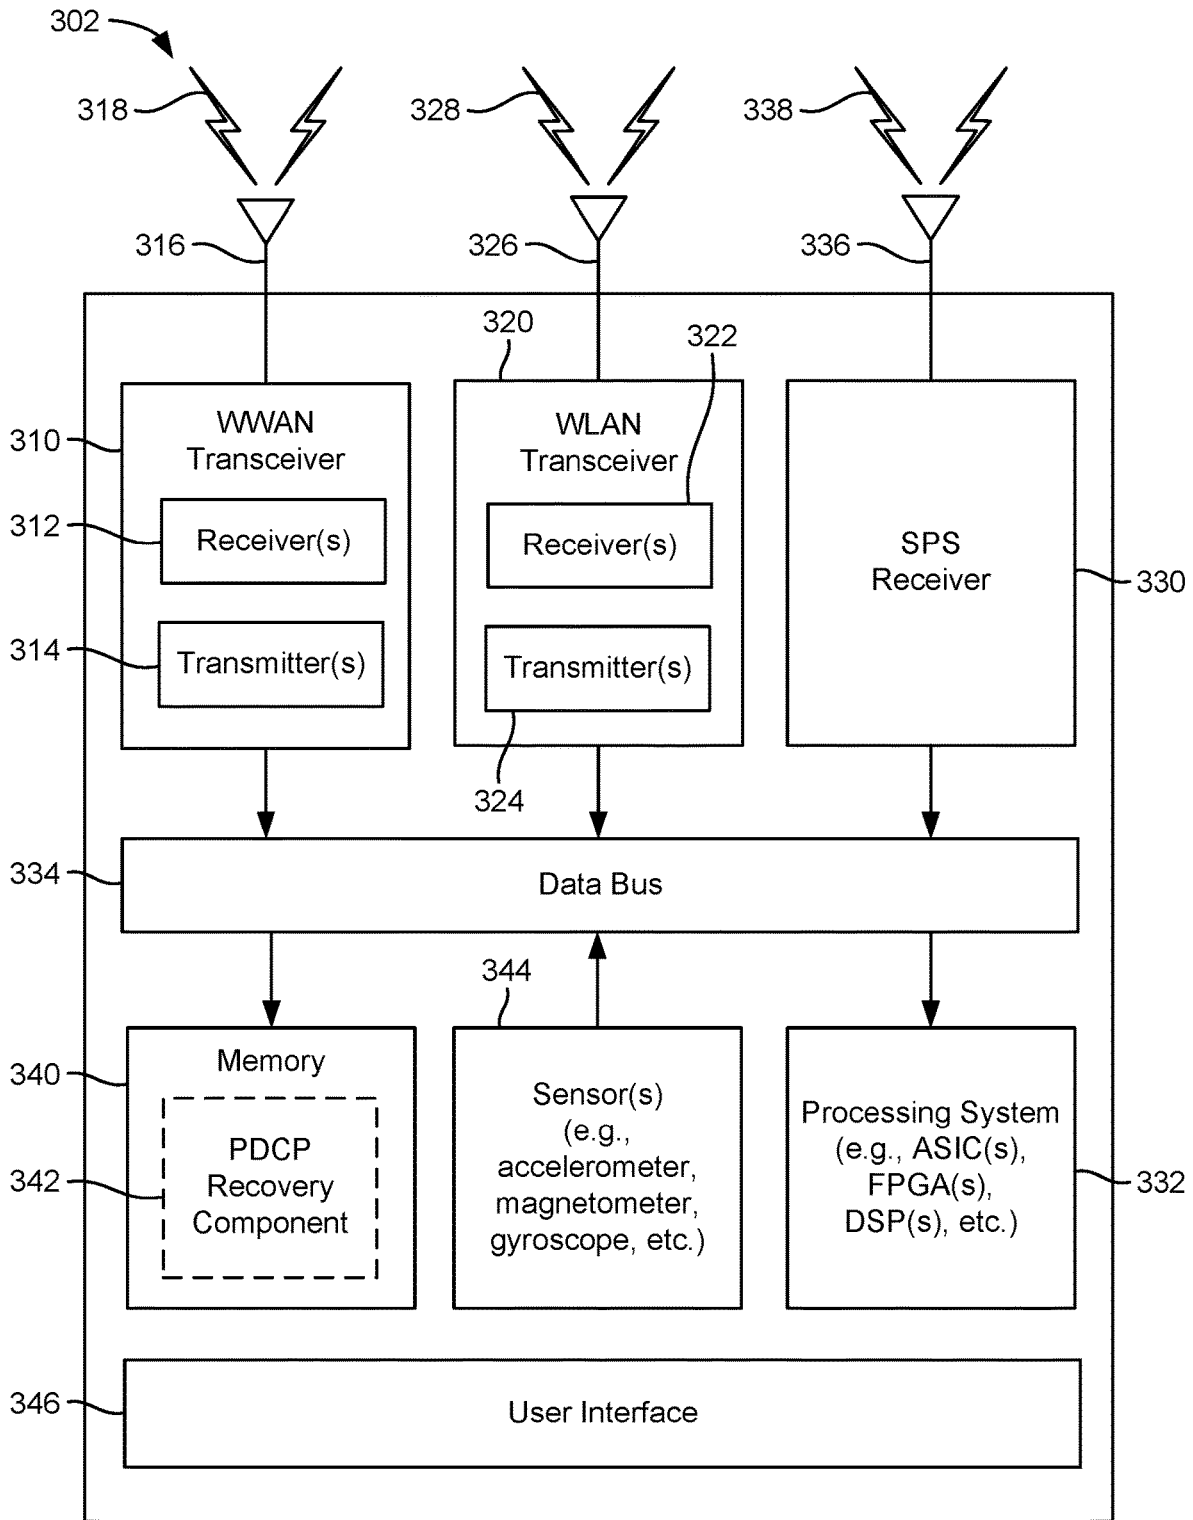 302
318
328
338
316
326
336
320
322
310
WWAN
Transceiver
WLAN
Transceiver
312
Receiver(s)
Receiver(s)
SPS
Receiver
330
314
Transmitter(s)
Transmitter(s)
324
334
Data Bus
344
340
Memory
342
PDCP
Recovery
Component
Sensor(s)
(e.g.,
accelerometer,
magnetometer,
gyroscope, etc.)
Processing System
(e.g., ASIC(s),
FPGA(s),
DSP(s), etc.)
332
346
User Interface